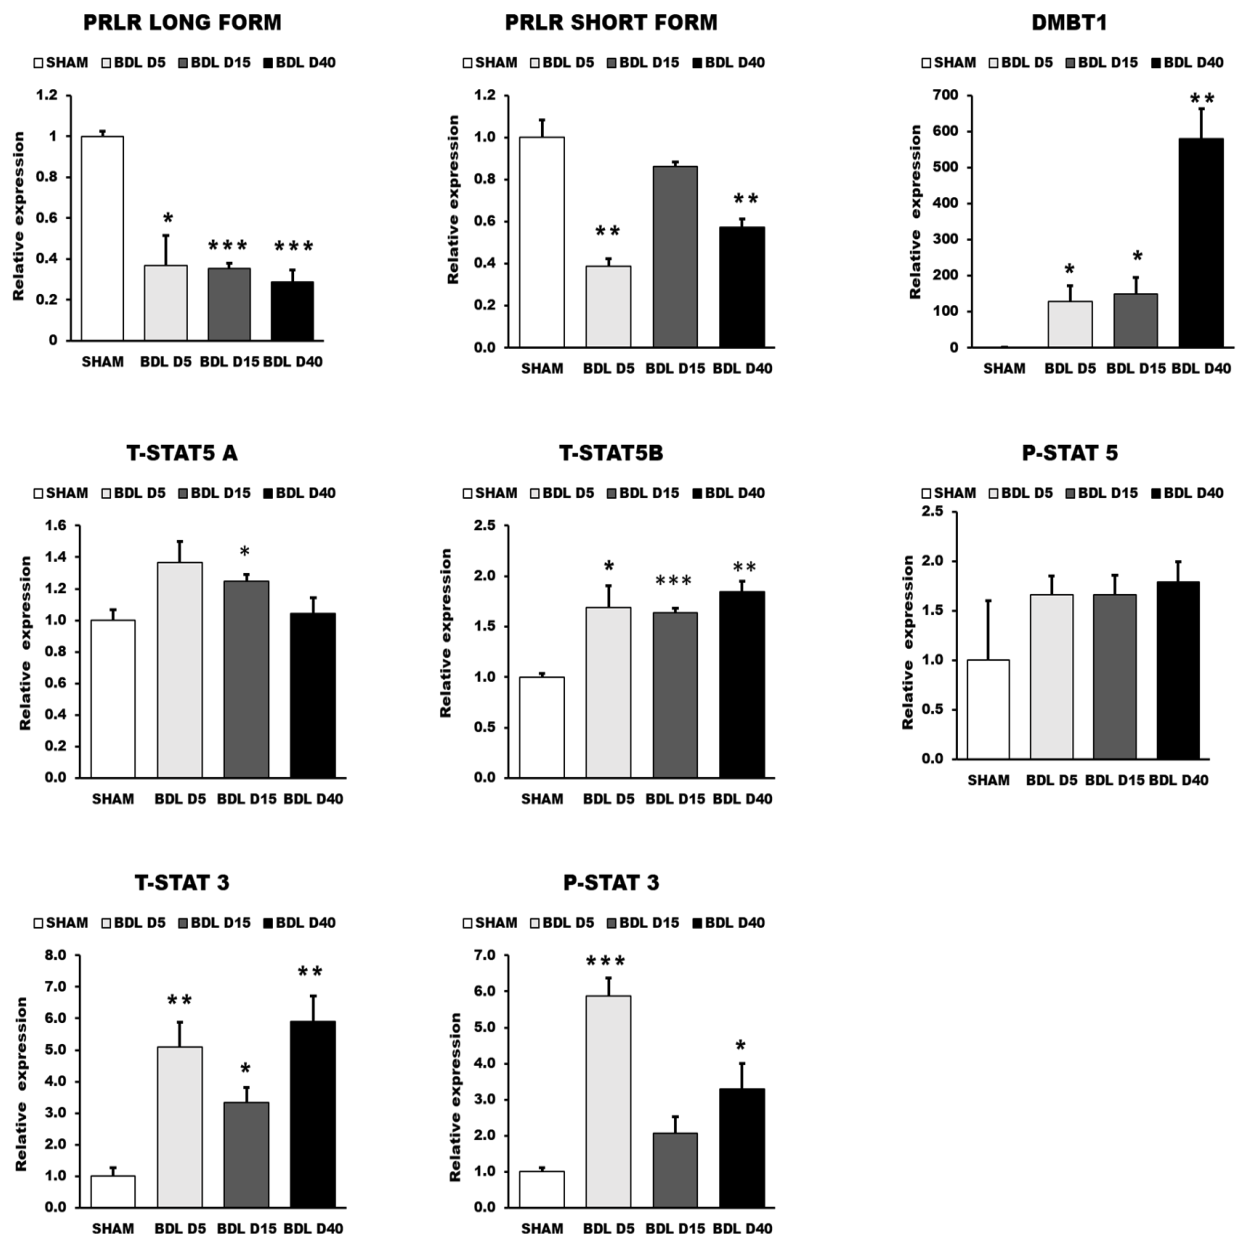 PRLR LONG FORM
SHAM BDL D5 BDL D15 BDL D40
Relative expression
1.2
1
0.8
0.6
0.4
0.2
0
*
***
***
SHAM BDL D5 BDL D15 BDL D40
PRLR SHORT FORM
SHAM BDL D5 BDL D15 BDL D40
Relative expression
1.2
1.0
0.8
0.6
0.4
0.2
0.0
**
**
SHAM BDL D5 BDL D15 BDL D40
DMBT1
SHAM BDL D5 BDL D15 BDL D40
Relative expression
700
600
500
400
300
200
100
0
*
*
**
SHAM BDL D5 BDL D15 BDL D40
T-STAT5 A
SHAM BDL D5 BDL D15 BDL D40
Relative expression
1.6
1.4
1.2
1.0
0.8
0.6
0.4
0.2
0.0
*
SHAM BDL D5 BDL D15 BDL D40
T-STAT5B
SHAM BDL D5 BDL D15 BDL D40
Relative expression
2.5
2.0
1.5
1.0
0.5
0.0
*
***
**
SHAM BDL D5 BDL D15 BDL D40
P-STAT 5
SHAM BDL D5 BDL D15 BDL D40
Relative expression
2.5
2.0
1.5
1.0
0.5
0.0
SHAM BDL D5 BDL D15 BDL D40
T-STAT 3
SHAM BDL D5 BDL D15 BDL D40
Relative expression
8.0
7.0
6.0
5.0
4.0
3.0
2.0
1.0
0.0
**
*
**
SHAM BDL D5 BDL D15 BDL D40
P-STAT 3
SHAM BDL D5 BDL D15 BDL D40
Relative expression
7.0
6.0
5.0
4.0
3.0
2.0
1.0
0.0
***
*
SHAM BDL D5 BDL D15 BDL D40